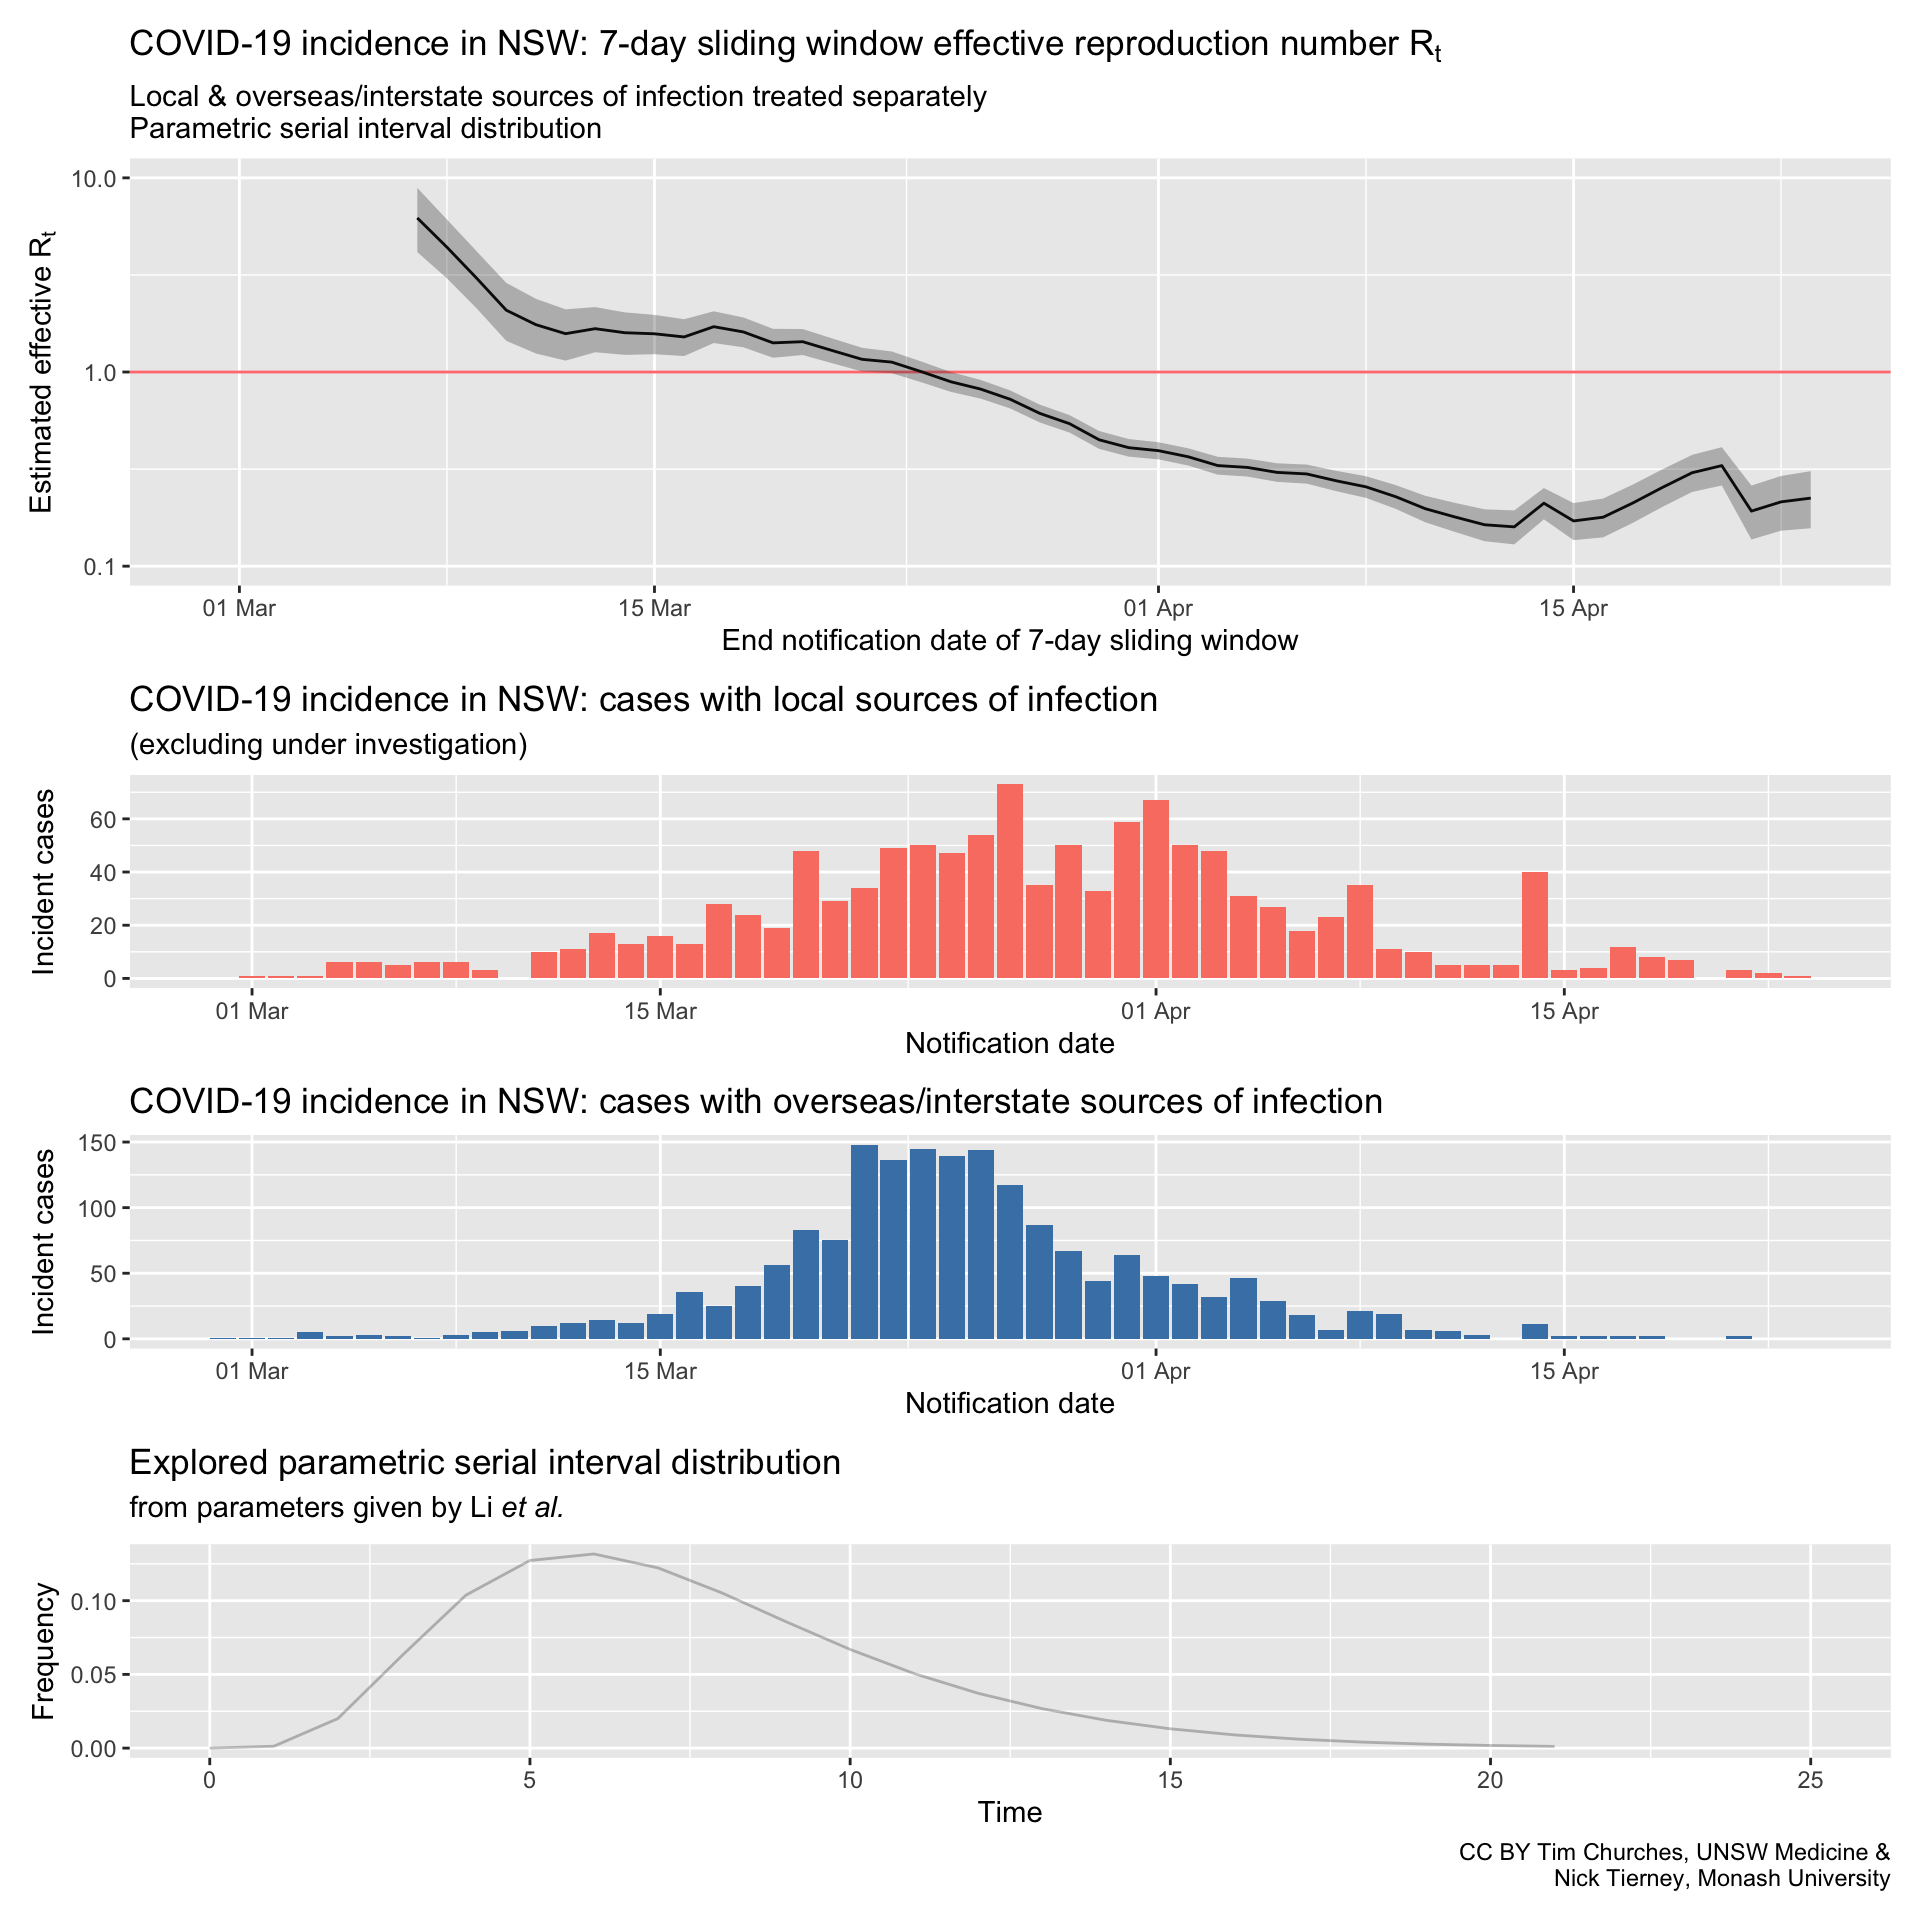 COVID-19 incidence in NSW: 7-day sliding window effective reproduction number Rt
Local & overseas/interstate sources of infection treated separately
Parametric serial interval distribution
Estimated effective Rt
10.0
1.0
0.1
01 Mar
15 Mar
01 Apr
15 Apr
End notification date of 7-day sliding window
COVID-19 incidence in NSW: cases with local sources of infection
(excluding under investigation)
Incident cases
60
40
20
0
01 Mar
15 Mar
01 Apr
15 Apr
Notification date
COVID-19 incidence in NSW: cases with overseas/interstate sources of infection
Incident cases
150
100
50
0
01 Mar
15 Mar
01 Apr
15 Apr
Notification date
Explored parametric serial interval distribution
from parameters given by Li et al.
Frequency
0.10
0.05
0.00
0
5
10
15
20
25
Time
CC BY Tim Churches, UNSW Medicine &
Nick Tierney, Monash University